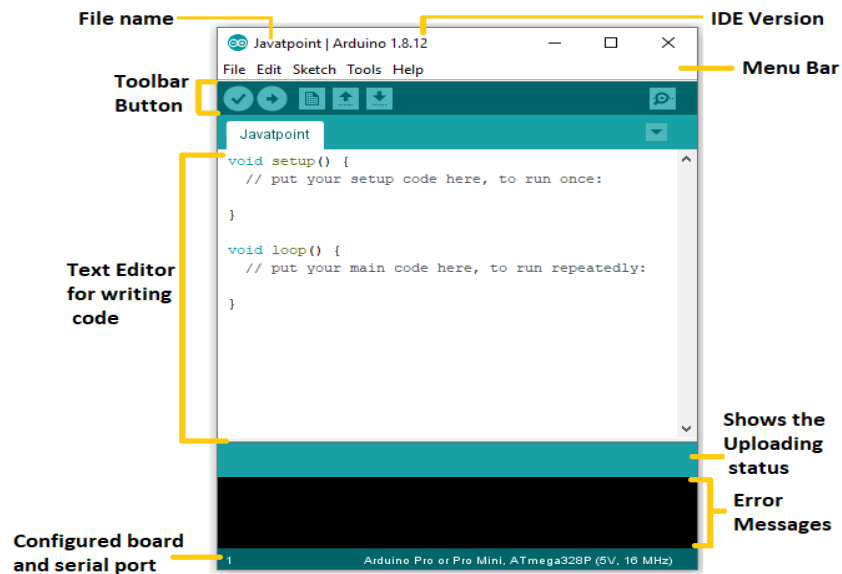 File name
IDE Version
Javatpoint | Arduino 1.8.12
File Edit Sketch Tools Help
Menu Bar
Toolbar
Button
Javatpoint
void setup() {
// put your setup code here, to run once:
}
void loop() {
// put your main code here, to run repeatedly:
}
Text Editor
for writing
code
Shows the
Uploading
status
Error
Messages
Configured board
and serial port
1
Arduino Pro or Pro Mini, ATmega328P (5V, 16 MHz)